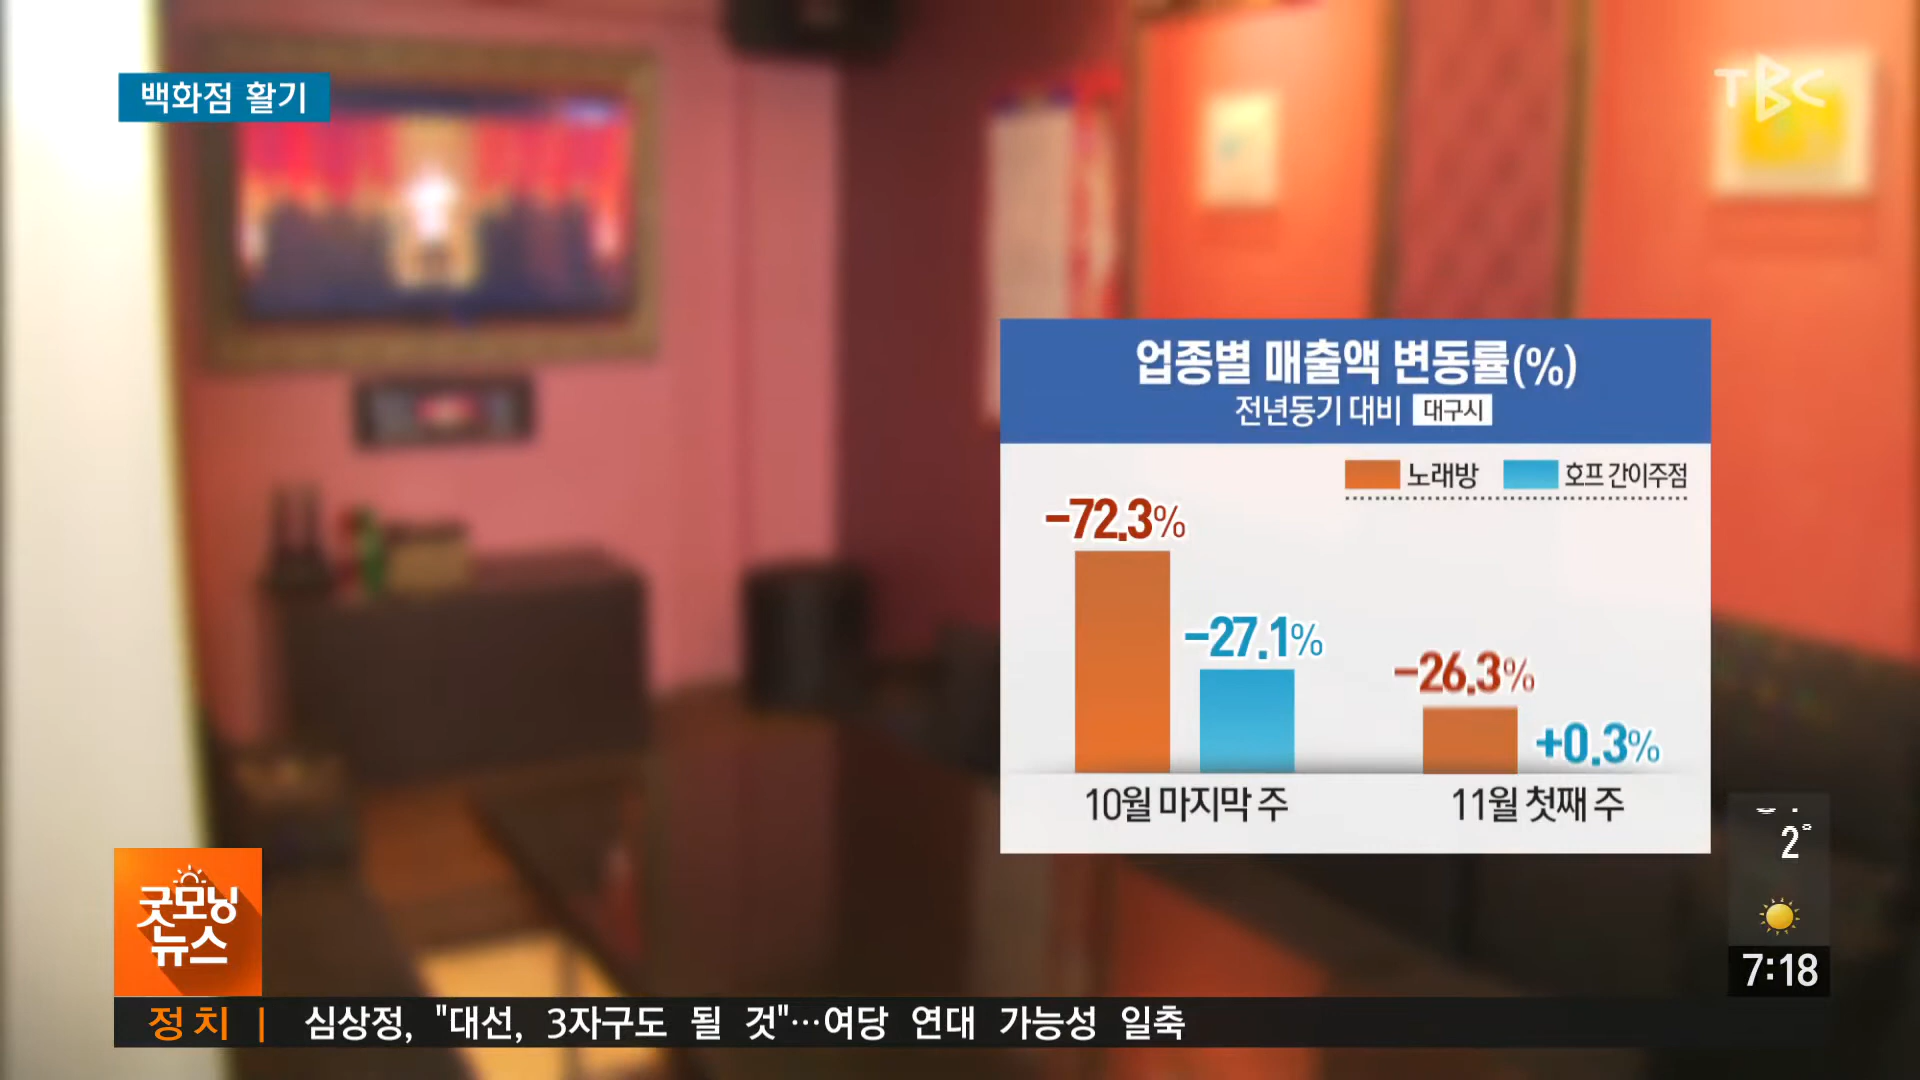 백화점 활기
TBC
업종별 매출액 변동률(%)
전년동기 대비 대구시
노래방 호프 간이주점
-72.3%
-27.1%
-26.3%
+0.3%
10월 마지막 주 11월 첫째 주
2°
굿모닝
뉴스
7:18
정치 | 심상정, "대선, 3자구도 될 것"…여당 연대 가능성 일축